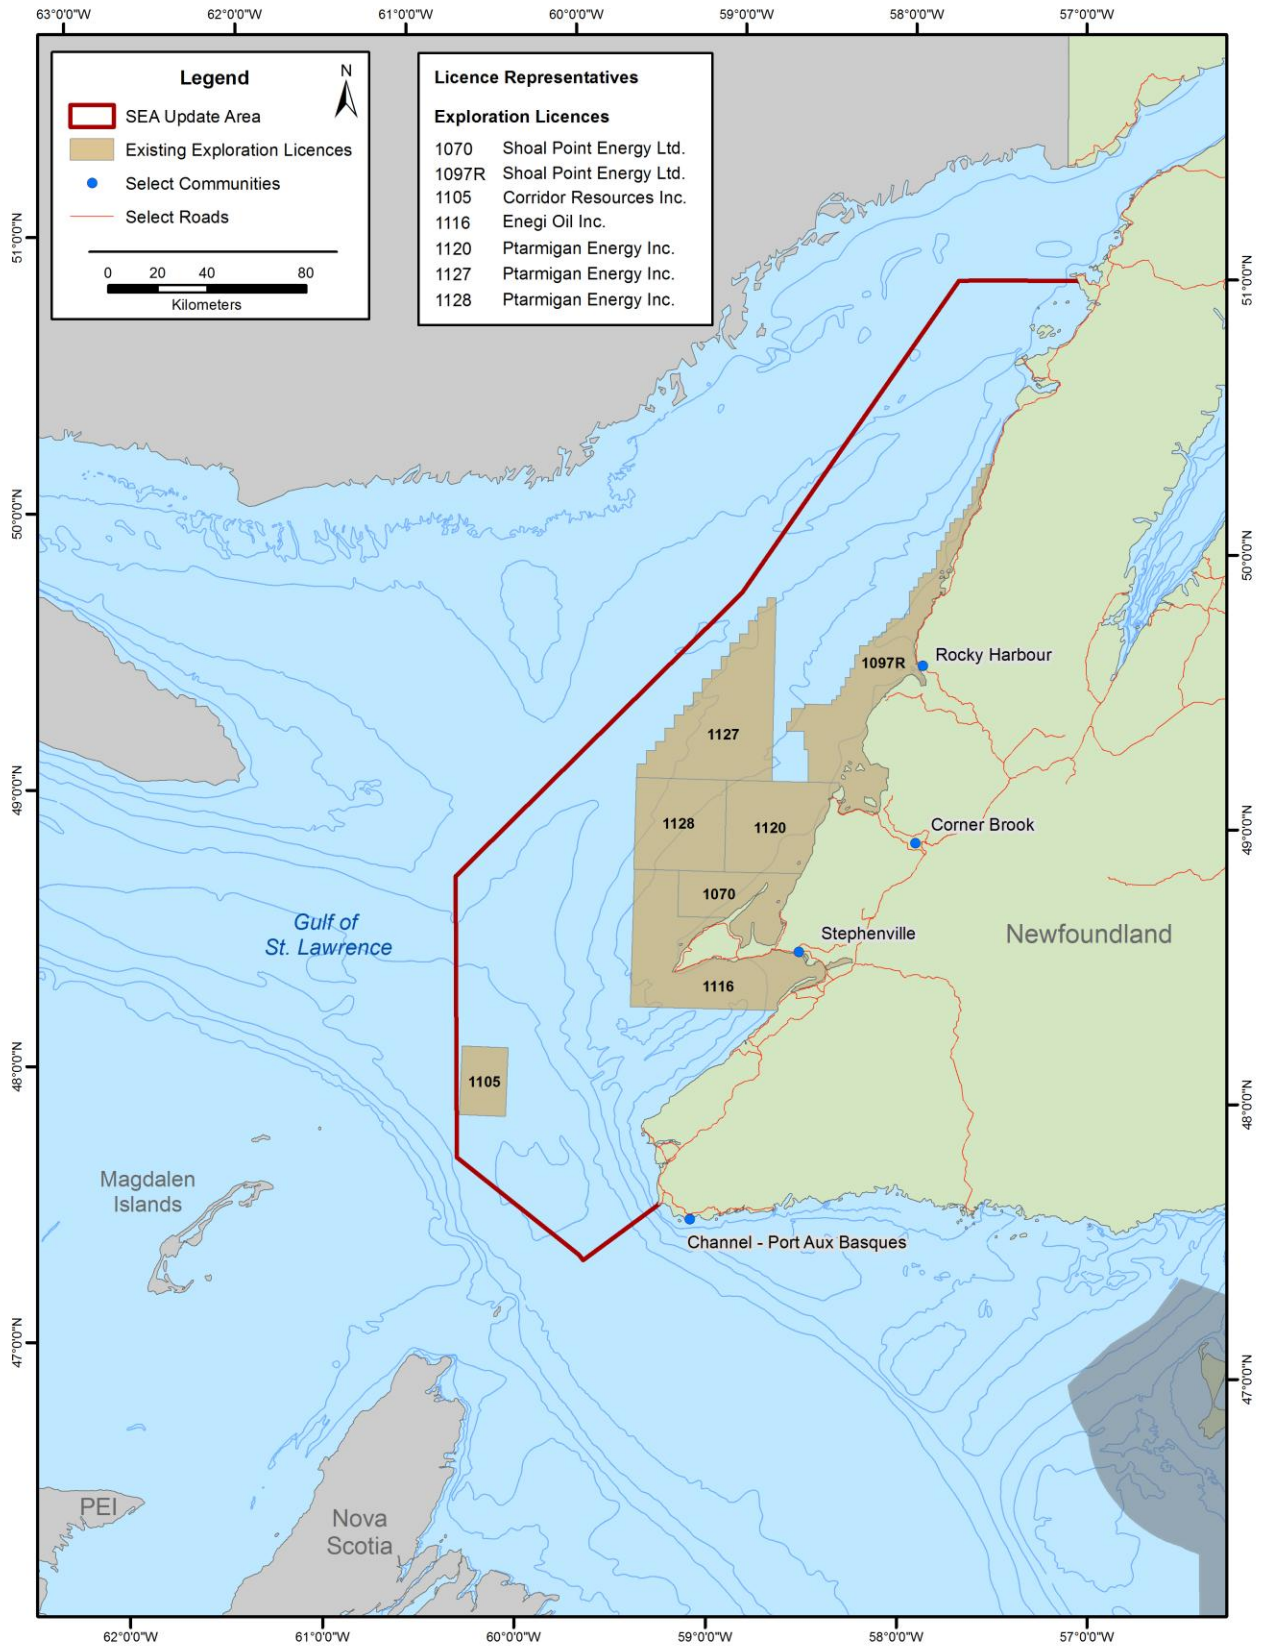 63°0'0"W 62°0'0"W 61°0'0"W 60°0'0"W 59°0'0"W 58°0'0"W 57°0'0"W
Legend
N
SEA Update Area
Existing Exploration Licences
Select Communities
Select Roads
0 20 40 80
Kilometers
Licence Representatives
Exploration Licences
1070 Shoal Point Energy Ltd.
1097R Shoal Point Energy Ltd.
1105 Corridor Resources Inc.
1116 Enegi Oil Inc.
1120 Ptarmigan Energy Inc.
1127 Ptarmigan Energy Inc.
1128 Ptarmigan Energy Inc.
51°0'0"N
51°0'0"N
50°0'0"N
50°0'0"N
1097R
Rocky Harbour
1127
49°0'0"N
49°0'0"N
1128
1120
Corner Brook
1070
Gulf of
St. Lawrence
Stephenville
Newfoundland
1116
48°0'0"N
48°0'0"N
1105
Magdalen
Islands
Channel - Port Aux Basques
47°0'0"N
47°0'0"N
PEI
Nova
Scotia
62°0'0"W 61°0'0"W 60°0'0"W 59°0'0"W 58°0'0"W 57°0'0"W